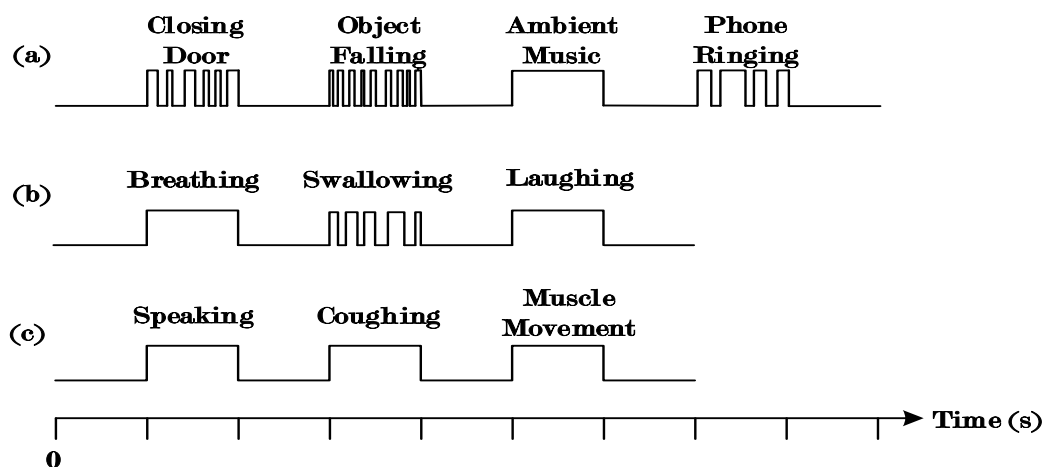 (a)
Closing
Door
Object
Falling
Ambient
Music
Phone
Ringing
(b)
Breathing
Swallowing
Laughing
(c)
Speaking
Coughing
Muscle
Movement
Time (s)
0